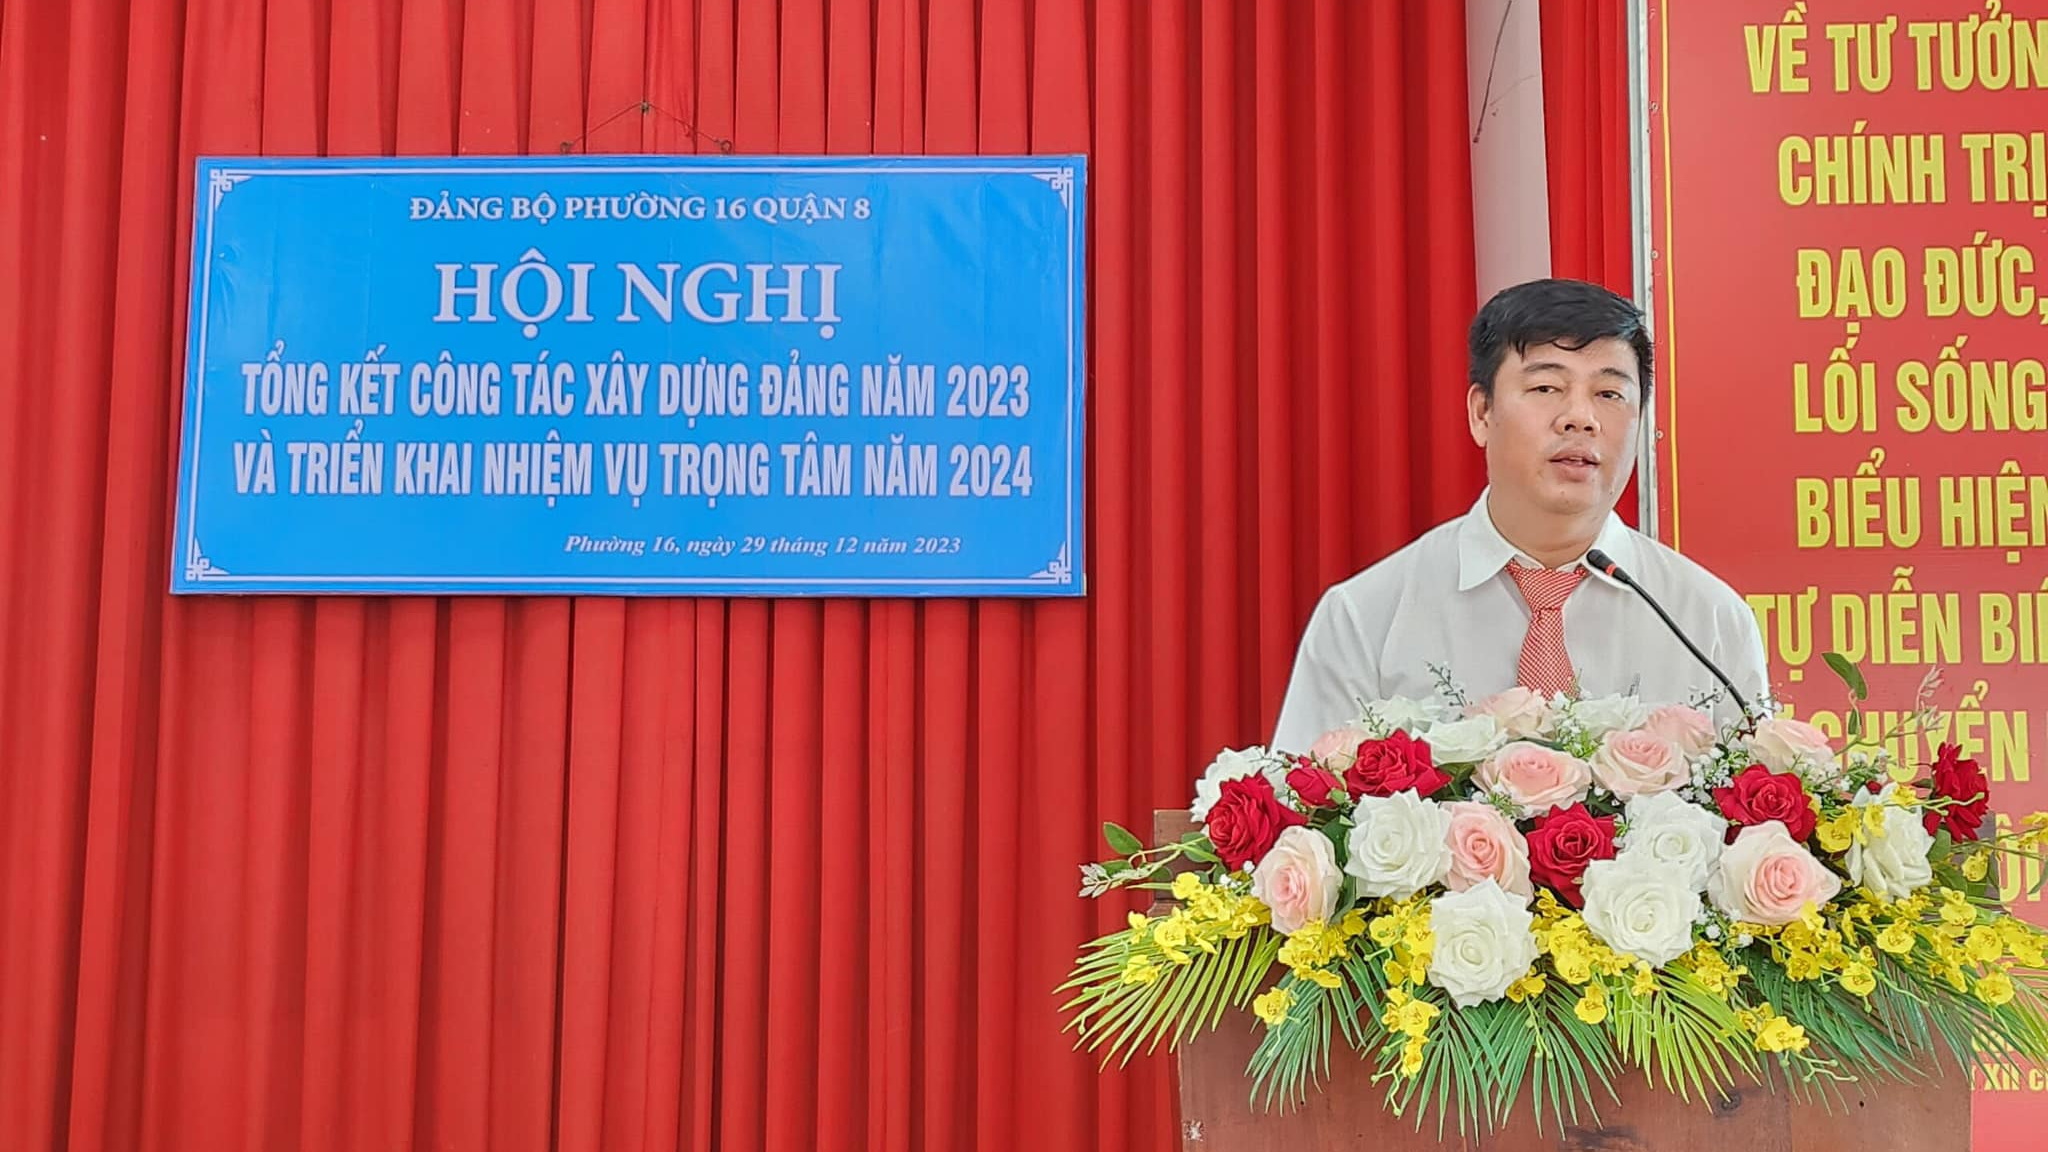 ĐẢNG BỘ PHƯỜNG 16 QUẬN 8
HỘI NGHỊ
TỔNG KẾT CÔNG TÁC XÂY DỰNG ĐẢNG NĂM 2023
VÀ TRIỂN KHAI NHIỆM VỤ TRỌNG TÂM NĂM 2024
Phường 16, ngày 29 tháng 12 năm 2023
VỀ TƯ
CHÍNH TRỊ
ĐẠO ĐỨC,
LỐI SỐNG
BIỂU HIỆN
TỰ DIỄN
CHUYỂN
XII